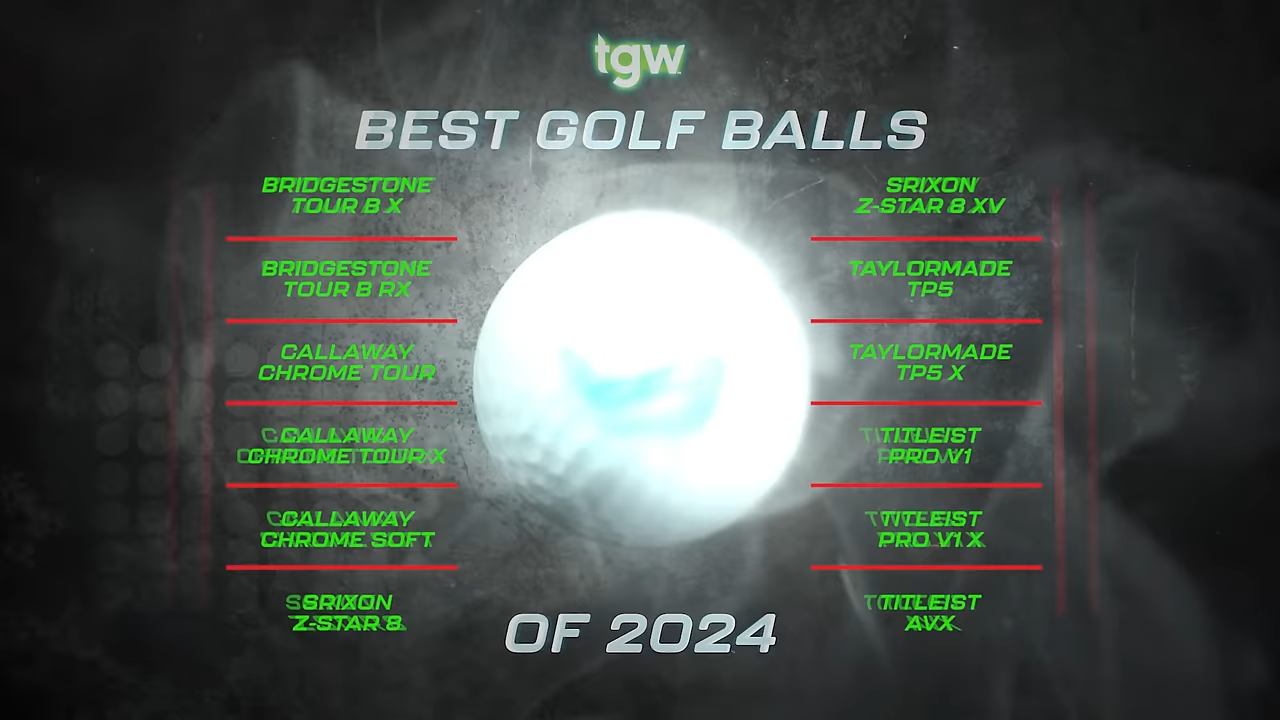 tgw
BEST GOLF BALLS
BRIDGESTONE
TOUR B X
BRIDGESTONE
TOUR B RX
CALLAWAY
CHROME TOUR
CALLAWAY
CHROME TOUR X
CALLAWAY
CHROME SOFT
SRIXON
Z-STAR 8
SRIXON
Z-STAR 8 XV
TAYLORMADE
TP5
TAYLORMADE
TP5 X
TITLEIST
PRO V1
TITLEIST
PRO V1 X
TITLEIST
AVX
OF 2024